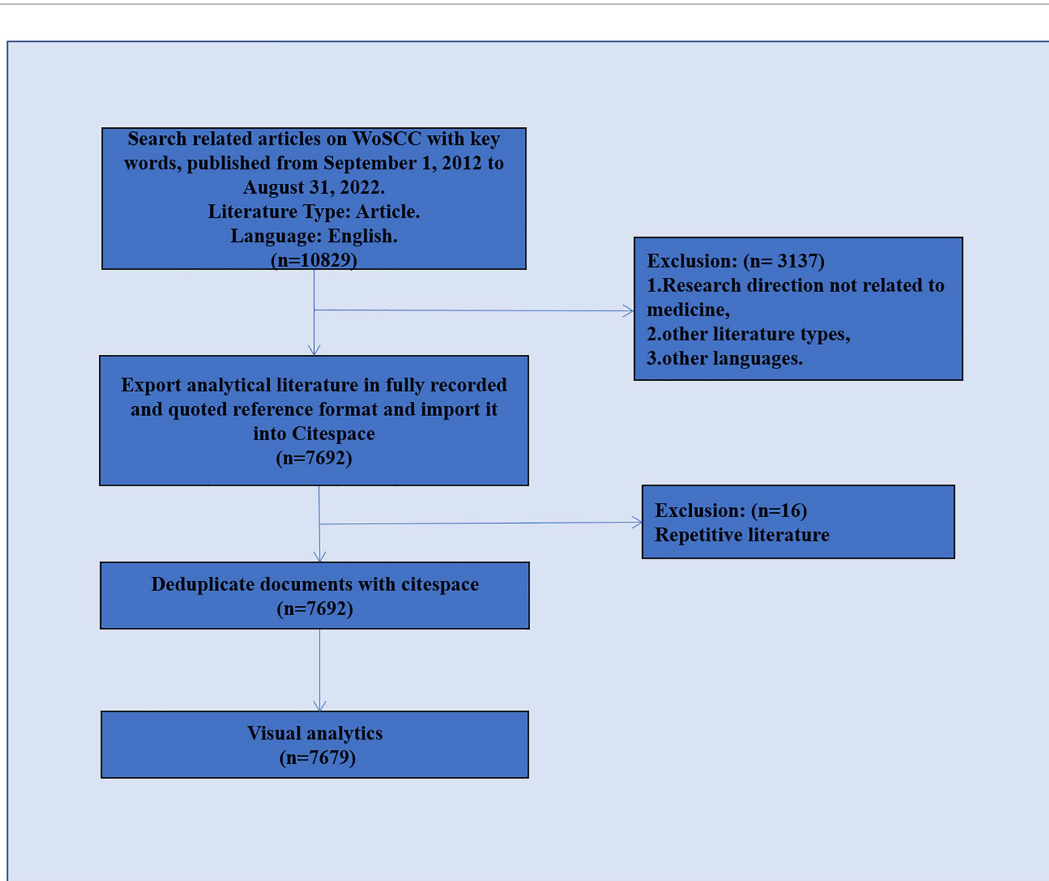 Search related articles on WoSCC with key
words, published from September 1, 2012 to
August 31, 2022.
Literature Type: Article.
Language: English.
(n=10829)
Exclusion: (n= 3137)
1.Research direction not related to
medicine,
2.other literature types,
3.other languages.
Export analytical literature in fully recorded
and quoted reference format and import it
into Citespace
(n=7692)
Exclusion: (n=16)
Repetitive literature
Deduplicate documents with citespace
(n=7692)
Visual analytics
(n=7679)